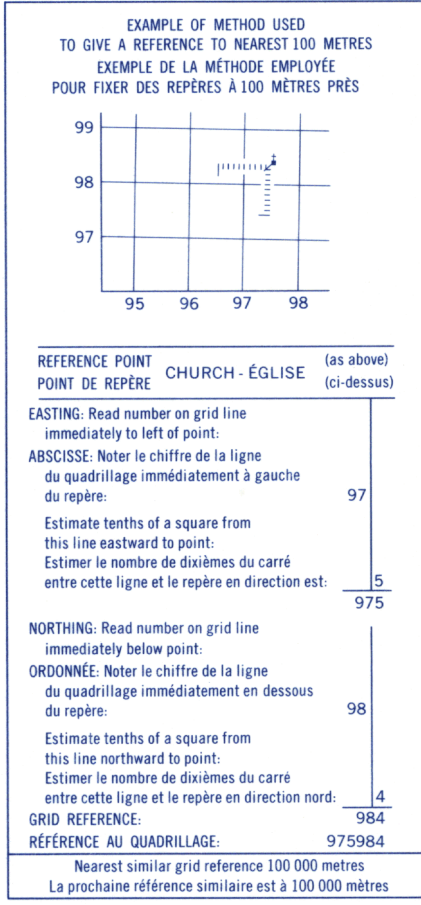 EXAMPLE OF METHOD USED
TO GIVE A REFERENCE TO NEAREST 100 METRES
EXEMPLE DE LA MÉTHODE EMPLOYÉE
POUR FIXER DES REPÈRES À 100 MÈTRES PRÈS
99
98
97
95 96 97 98
REFERENCE POINT
POINT DE REPÈRE
CHURCH - ÉGLISE
(as above)
(ci-dessus)
EASTING: Read number on grid line
immediately to left of point:
ABSCISSE: Noter le chiffre de la ligne
du quadrillage immédiatement à gauche
du repère: 97
Estimate tenths of a square from
this line eastward to point:
Estimer le nombre de dixièmes du carré
entre cette ligne et le repère en direction est: 5
975
NORTHING: Read number on grid line
immediately below point:
ORDONNÉE: Noter le chiffre de la ligne
du quadrillage immédiatement en dessous
du repère: 98
Estimate tenths of a square from
this line northward to point:
Estimer le nombre de dixièmes du carré
entre cette ligne et le repère en direction nord: 4
GRID REFERENCE: 984
RÉFÉRENCE AU QUADRILLAGE: 975984
Nearest similar grid reference 100 000 metres
La prochaine référence similaire est à 100 000 mètres